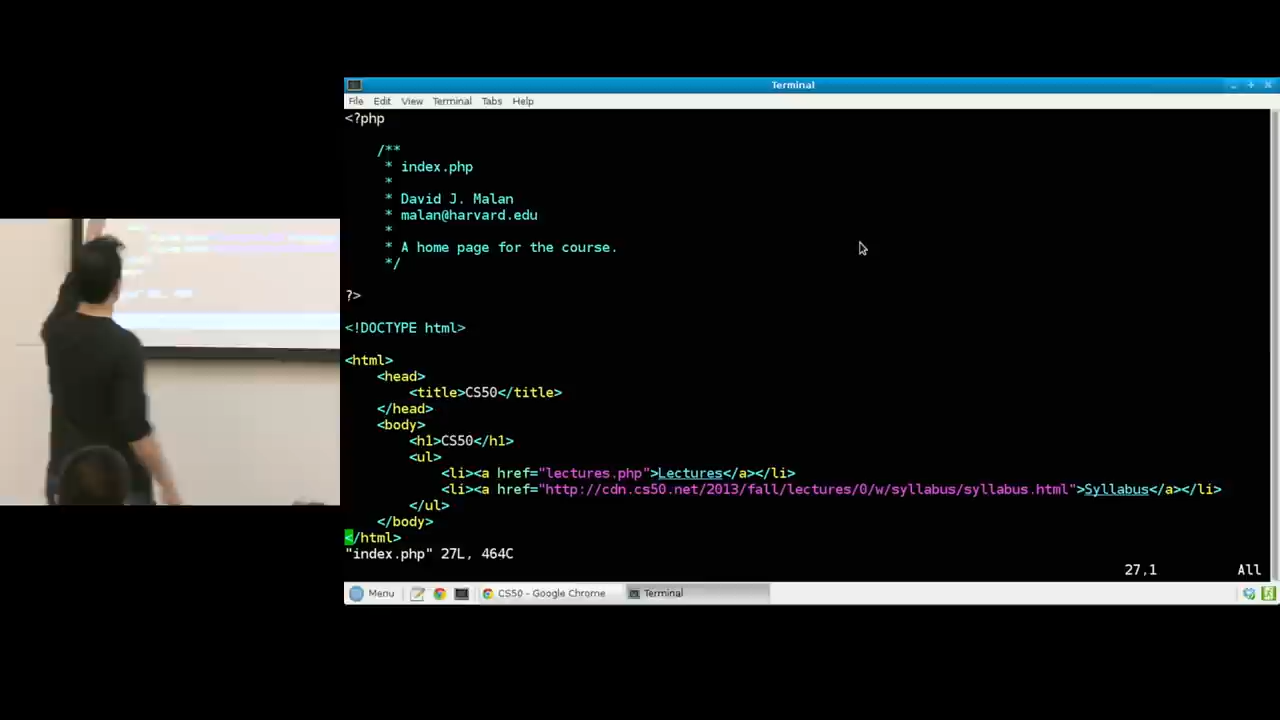 Terminal
File Edit View Terminal Tabs Help
<?php
/**
* index.php
*
* David J. Malan
* malan@harvard.edu
*
* A home page for the course.
*/
?>
<!DOCTYPE html>
<html>
<head>
<title>CS50</title>
</head>
<body>
<h1>CS50</h1>
<ul>
<li><a href="lectures.php">Lectures</a></li>
<li><a href="http://cdn.cs50.net/2013/fall/lectures/0/w/syllabus/syllabus.html">Syllabus</a></li>
</ul>
</body>
</html>
"index.php" 27L, 464C
27,1 All
Menu CS50 - Google Chrome Terminal